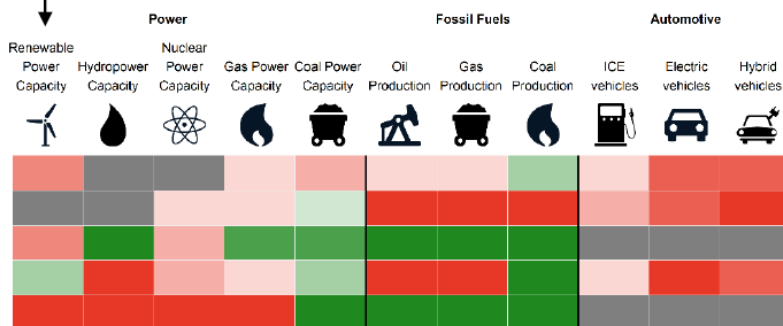 Power
Fossil Fuels
Automotive
Renewable Power Capacity
Hydropower Capacity
Nuclear Power Capacity
Gas Power Capacity
Coal Power Capacity
Oil Production
Gas Production
Coal Production
ICE vehicles
Electric vehicles
Hybrid vehicles